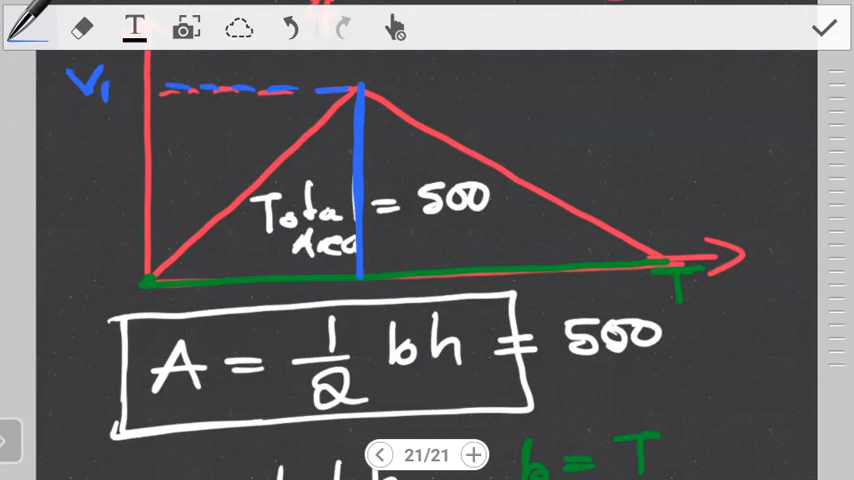 T
V1
Total = 500
Area
T
A = 1/2 bh = 500
21/21
b = T